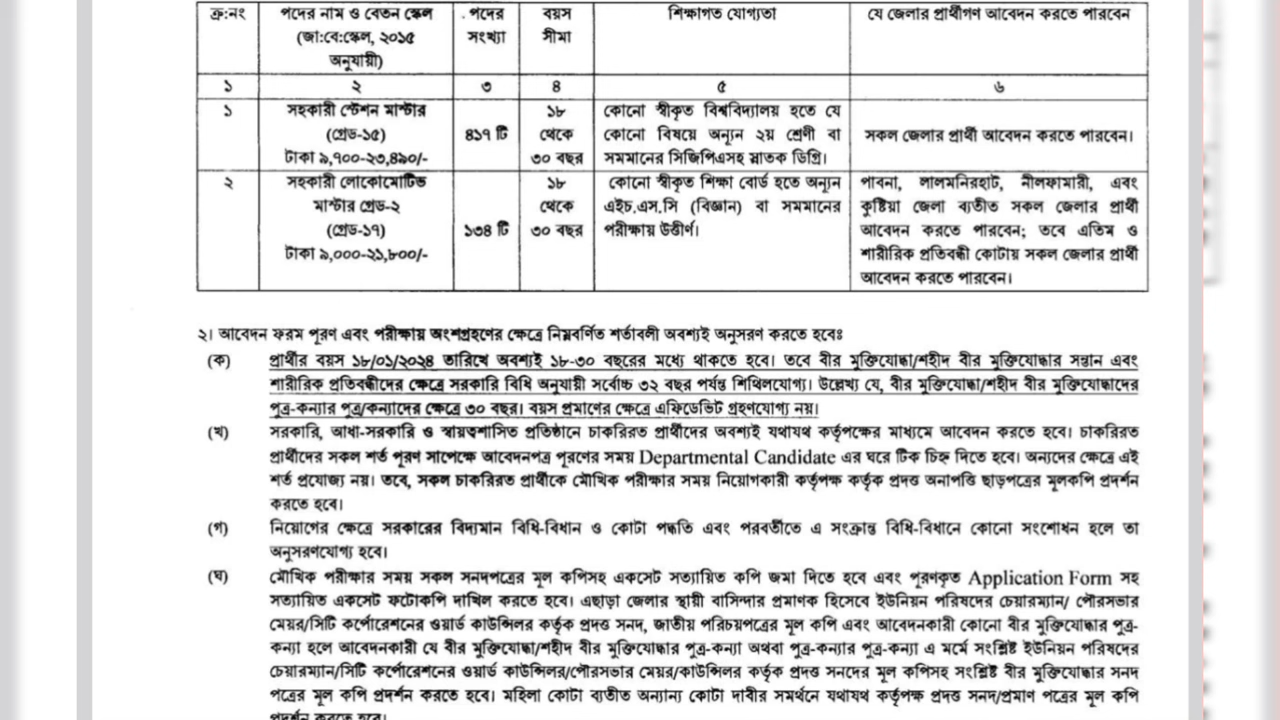 ক্র:নং পদের নাম ও বেতন স্কেল (জা:বে:স্কেল, ২০১৫ অনুযায়ী) পদের সংখ্যা বয়স সীমা শিক্ষাগত যোগ্যতা যে জেলার প্রার্থীগণ আবেদন করতে পারবেন
১ ২ ৩ ৪ ৫ ৬
১ সহকারী স্টেশন মাস্টার (গ্রেড-১৫) টাকা ৯,৭০০-২৩,৪৯০/- ৪১৭ টি ১৮ থেকে ৩০ বছর কোনো স্বীকৃত বিশ্ববিদ্যালয় হতে যে কোনো বিষয়ে অন্যূন ২য় শ্রেণী বা সমমানের সিজিপিএসহ স্নাতক ডিগ্রি। সকল জেলার প্রার্থী আবেদন করতে পারবেন।
২ সহকারী লোকোমোটিভ মাস্টার গ্রেড-২ (গ্রেড-১৭) টাকা ৯,০০০-২১,৮০০/- ১৩৪ টি ১৮ থেকে ৩০ বছর কোনো স্বীকৃত শিক্ষা বোর্ড হতে অন্যূন এইচ.এস.সি (বিজ্ঞান) বা সমমানের পরীক্ষায় উত্তীর্ণ। পাবনা, লালমনিরহাট, নীলফামারী, এবং কুষ্টিয়া জেলা ব্যতীত সকল জেলার প্রার্থী আবেদন করতে পারবেন; তবে এতিম ও শারীরিক প্রতিবন্ধী কোটায় সকল জেলার প্রার্থী আবেদন করতে পারবেন।
২। আবেদন ফরম পূরণ এবং পরীক্ষায় অংশগ্রহণের ক্ষেত্রে নিম্নবর্ণিত শর্তাবলী অবশ্যই অনুসরণ করতে হবেঃ
(ক) প্রার্থীর বয়স ১৮/০১/২০২৪ তারিখে অবশ্যই ১৮-৩০ বছরের মধ্যে থাকতে হবে। তবে বীর মুক্তিযোদ্ধা/শহীদ বীর মুক্তিযোদ্ধার সন্তান এবং
শারীরিক প্রতিবন্ধীদের ক্ষেত্রে সরকারি বিধি অনুযায়ী সর্বোচ্চ ৩২ বছর পর্যন্ত শিথিলযোগ্য। উল্লেখ্য যে, বীর মুক্তিযোদ্ধা/শহীদ বীর মুক্তিযোদ্ধাদের
পুত্র-কন্যার পুত্র/কন্যাদের ক্ষেত্রে ৩০ বছর। বয়স প্রমাণের ক্ষেত্রে এফিডেভিট গ্রহণযোগ্য নয়।
(খ) সরকারি, আধা-সরকারি ও স্বায়ত্বশাসিত প্রতিষ্ঠানে চাকরিরত প্রার্থীদের অবশ্যই যথাযথ কর্তৃপক্ষের মাধ্যমে আবেদন করতে হবে। চাকরিরত
প্রার্থীদের সকল শর্ত পূরণ সাপেক্ষে আবেদনপত্র পূরণের সময় Departmental Candidate এর ঘরে টিক চিহ্ন দিতে হবে। অন্যদের ক্ষেত্রে এই
শর্ত প্রযোজ্য নয়। তবে, সকল চাকরিরত প্রার্থীকে মৌখিক পরীক্ষার সময় নিয়োগকারী কর্তৃপক্ষ কর্তৃক প্রদত্ত অনাপত্তি ছাড়পত্রের মূলকপি প্রদর্শন
করতে হবে।
(গ) নিয়োগের ক্ষেত্রে সরকারের বিদ্যমান বিধি-বিধান ও কোটা পদ্ধতি এবং পরবর্তীতে এ সংক্রান্ত বিধি-বিধানে কোনো সংশোধন হলে তা
অনুসরণযোগ্য হবে।
(ঘ) মৌখিক পরীক্ষার সময় সকল সনদপত্রের মূল কপিসহ একসেট সত্যায়িত কপি জমা দিতে হবে এবং পূরণকৃত Application Form সহ
সত্যায়িত একসেট ফটোকপি দাখিল করতে হবে। এছাড়া জেলার স্থায়ী বাসিন্দার প্রমাণক হিসেবে ইউনিয়ন পরিষদের চেয়ারম্যান/ পৌরসভার
মেয়র/সিটি কর্পোরেশনের ওয়ার্ড কাউন্সিলর কর্তৃক প্রদত্ত সনদ, জাতীয় পরিচয়পত্রের মূল কপি এবং আবেদনকারী কোনো বীর মুক্তিযোদ্ধার পুত্র-
কন্যা হলে আবেদনকারী যে বীর মুক্তিযোদ্ধা/শহীদ বীর মুক্তিযোদ্ধার পুত্র-কন্যা অথবা পুত্র-কন্যার পুত্র-কন্যা এ মর্মে সংশ্লিষ্ট ইউনিয়ন পরিষদের
চেয়ারম্যান/সিটি কর্পোরেশনের ওয়ার্ড কাউন্সিলর/পৌরসভার মেয়র/কাউন্সিলর কর্তৃক প্রদত্ত সনদের মূল কপিসহ সংশ্লিষ্ট বীর মুক্তিযোদ্ধার সনদ
পত্রের মূল কপি প্রদর্শন করতে হবে। মহিলা কোটা ব্যতীত অন্যান্য কোটা দাবীর সমর্থনে যথাযথ কর্তৃপক্ষ প্রদত্ত সনদ/প্রমাণ পত্রের মূল কপি
প্রদর্শন করতে হবে।